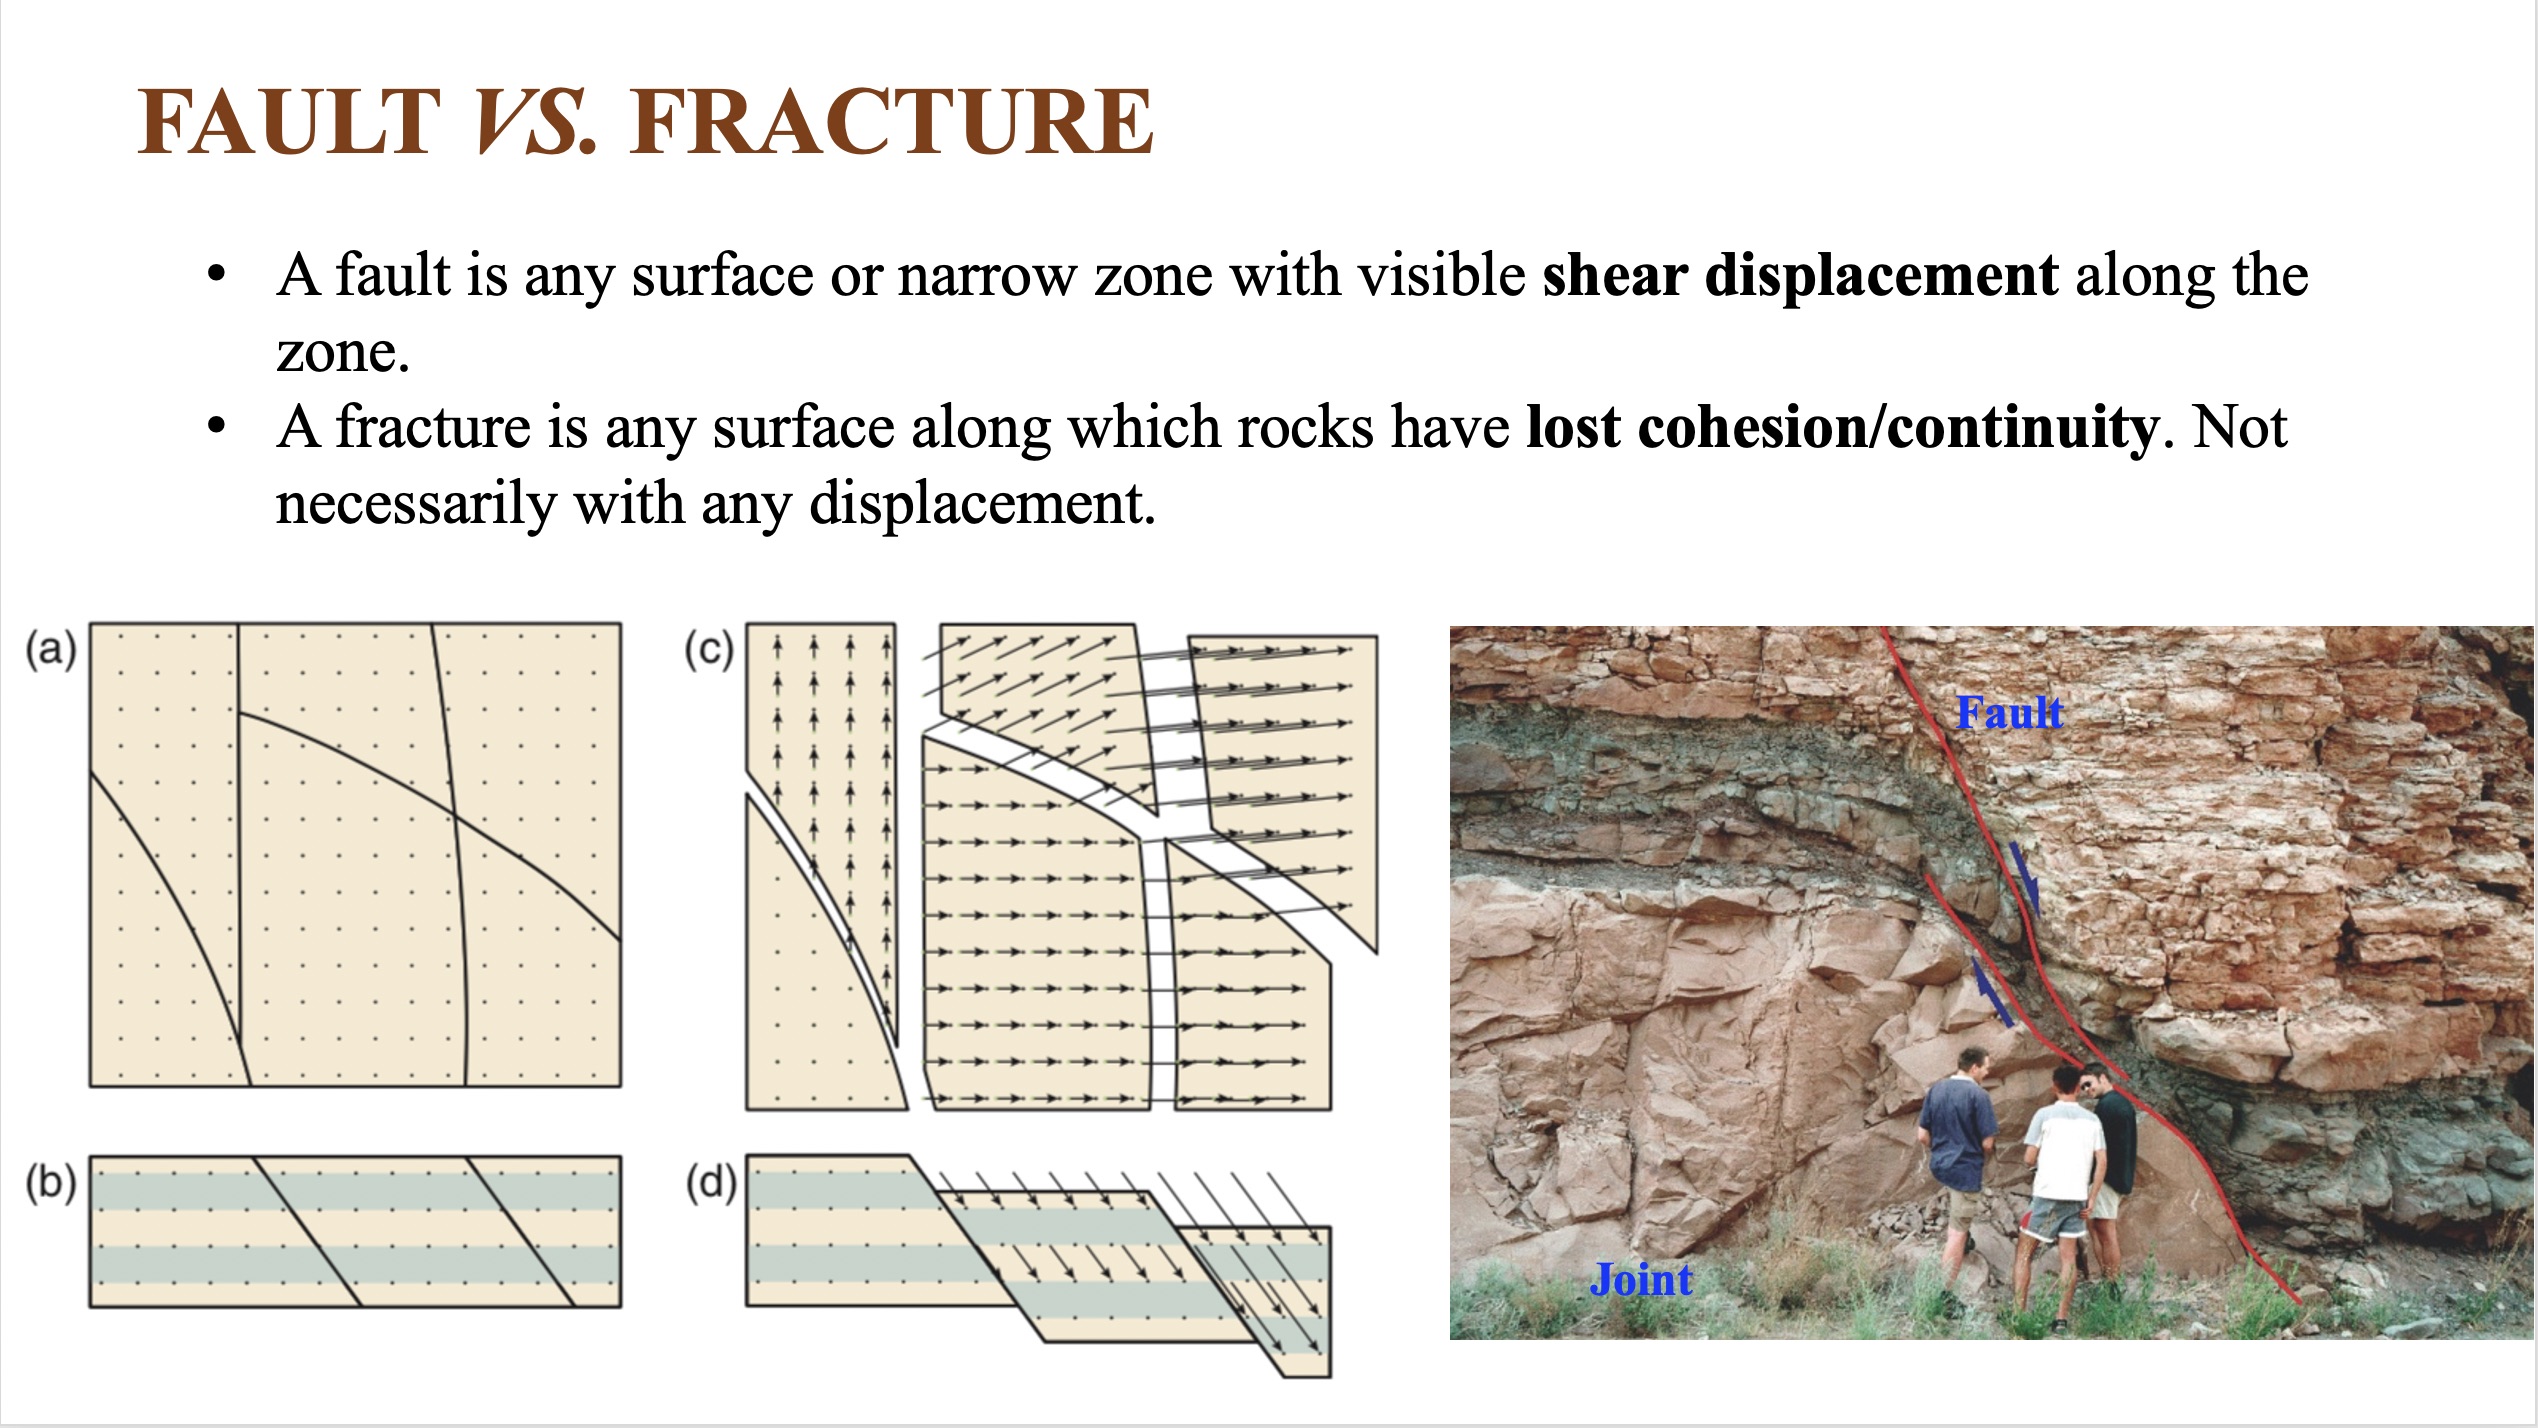 FAULT VS. FRACTURE
• A fault is any surface or narrow zone with visible shear displacement along the
zone.
• A fracture is any surface along which rocks have lost cohesion/continuity. Not
necessarily with any displacement.
(a)
(c)
Fault
(b)
(d)
Joint